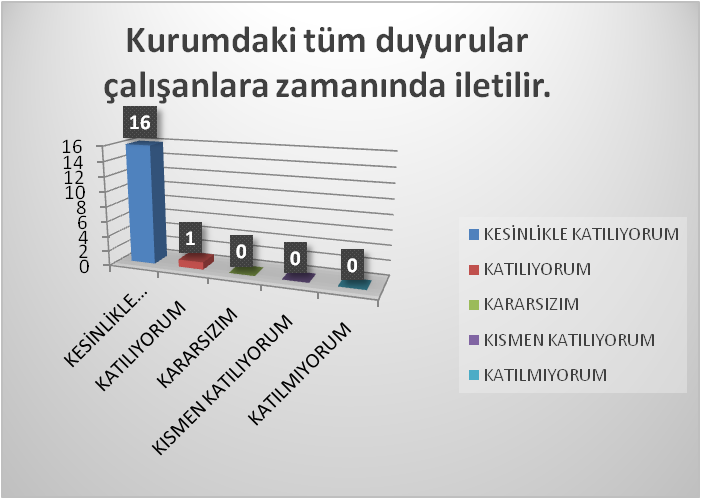 Kurumdaki tüm duyurular
çalışanlara zamanında iletilir.
16
16
14
12
10
8
6
4
2
0
1
0
0
0
KESİNLİKLE...
KATILIYORUM
KARARSIZIM
KISMEN KATILIYORUM
KATILMIYORUM
KESİNLİKLE KATILIYORUM
KATILIYORUM
KARARSIZIM
KISMEN KATILIYORUM
KATILMIYORUM